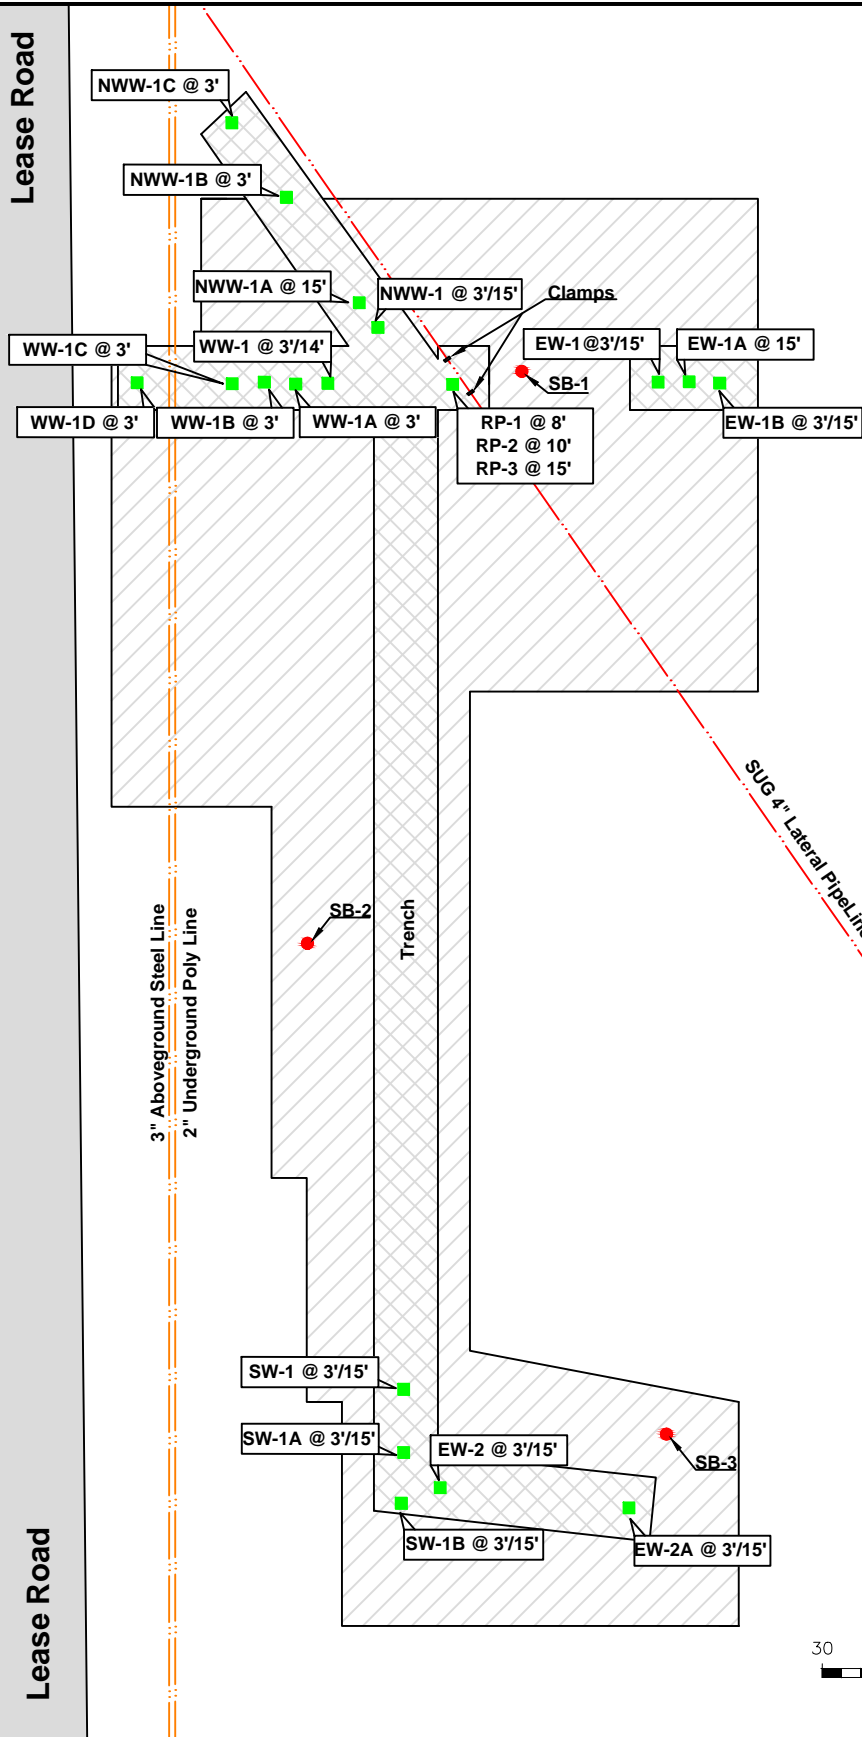 Lease Road
NWW-1C @ 3'
NWW-1B @ 3'
NWW-1A @ 15'
NWW-1 @ 3'/15'
Clamps
WW-1C @ 3'
WW-1 @ 3'/14'
EW-1@3'/15'
EW-1A @ 15'
SB-1
WW-1D @ 3'
WW-1B @ 3'
WW-1A @ 3'
RP-1 @ 8'
RP-2 @ 10'
RP-3 @ 15'
EW-1B @ 3'/15'
SUG 4" Lateral PipeLine
SB-2
Trench
3" Aboveground Steel Line
2" Underground Poly Line
SW-1 @ 3'/15'
SW-1A @ 3'/15'
EW-2 @ 3'/15'
SB-3
SW-1B @ 3'/15'
EW-2A @ 3'/15'
Lease Road
30